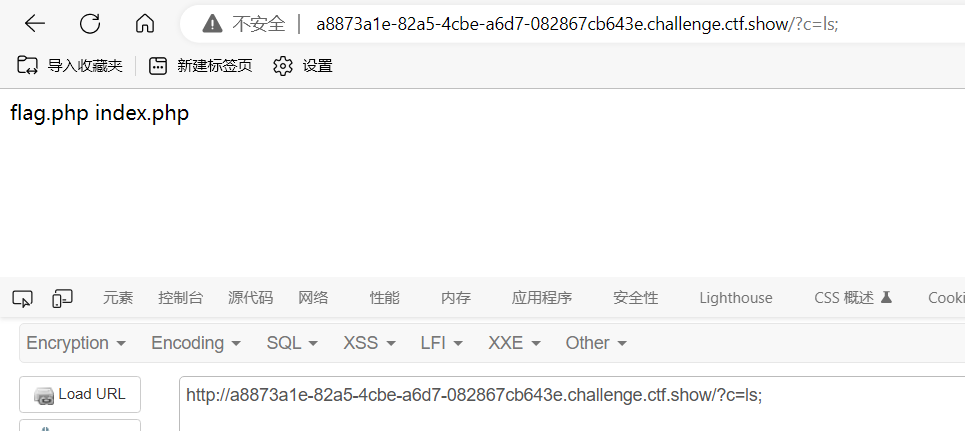 不安全 a8873a1e-82a5-4cbe-a6d7-082867cb643e.challenge.ctf.show/?c=ls;
导入收藏夹 新建标签页 设置
flag.php index.php
元素 控制台 源代码 网络 性能 内存 应用程序 安全性 Lighthouse CSS 概述 Cooki
Encryption Encoding SQL XSS LFI XXE Other
Load URL http://a8873a1e-82a5-4cbe-a6d7-082867cb643e.challenge.ctf.show/?c=ls;